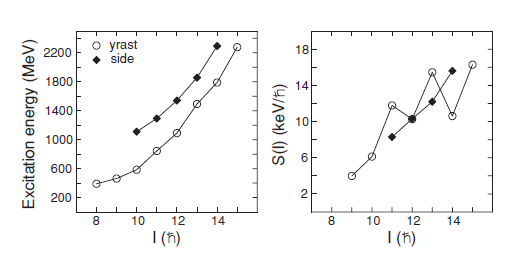 Excitation energy (MeV)
2200
1800
1400
1000
600
200
yrast
side
8 10 12 14
I (ℏ)
S(I) (keV/ℏ)
18
14
10
6
2
8 10 12 14
I (ℏ)